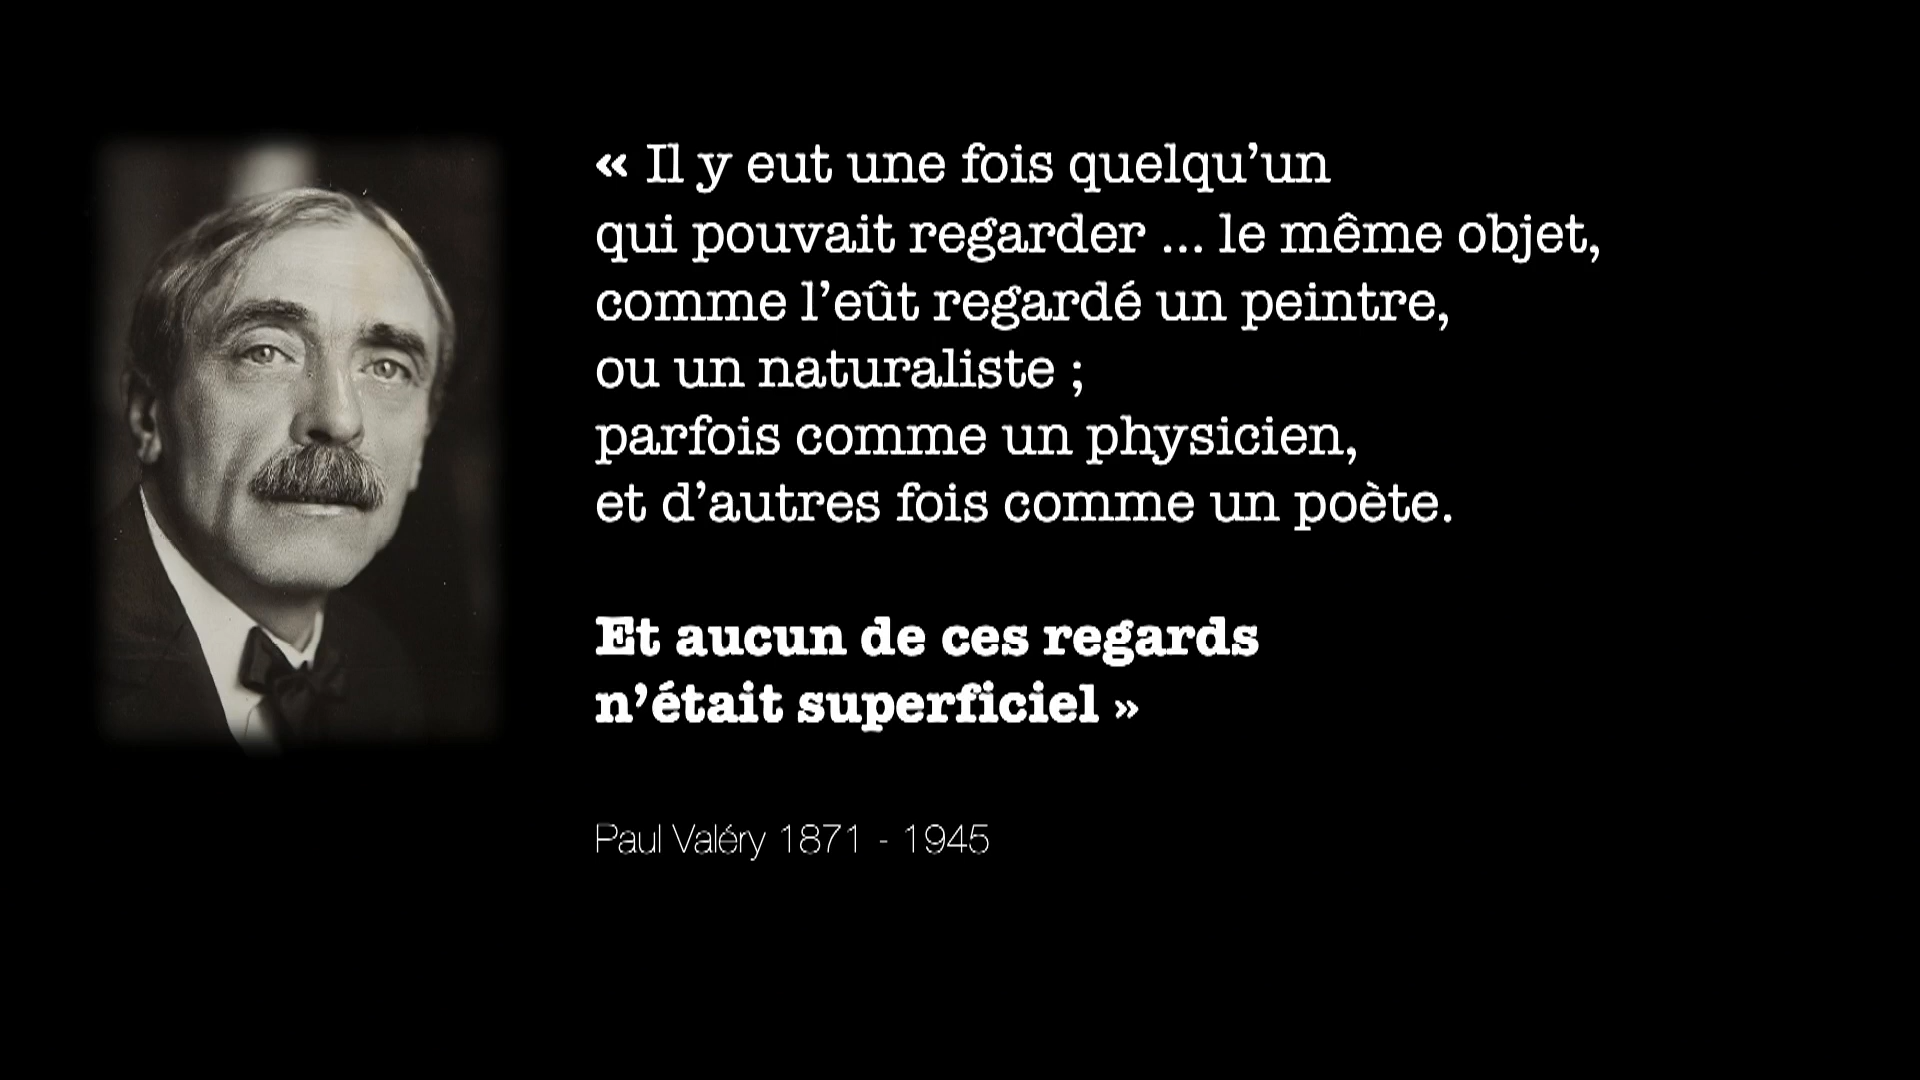 « Il y eut une fois quelqu’un
qui pouvait regarder ... le même objet,
comme l’eût regardé un peintre,
ou un naturaliste ;
parfois comme un physicien,
et d’autres fois comme un poète.
Et aucun de ces regards
n’était superficiel »
Paul Valéry 1871 - 1945